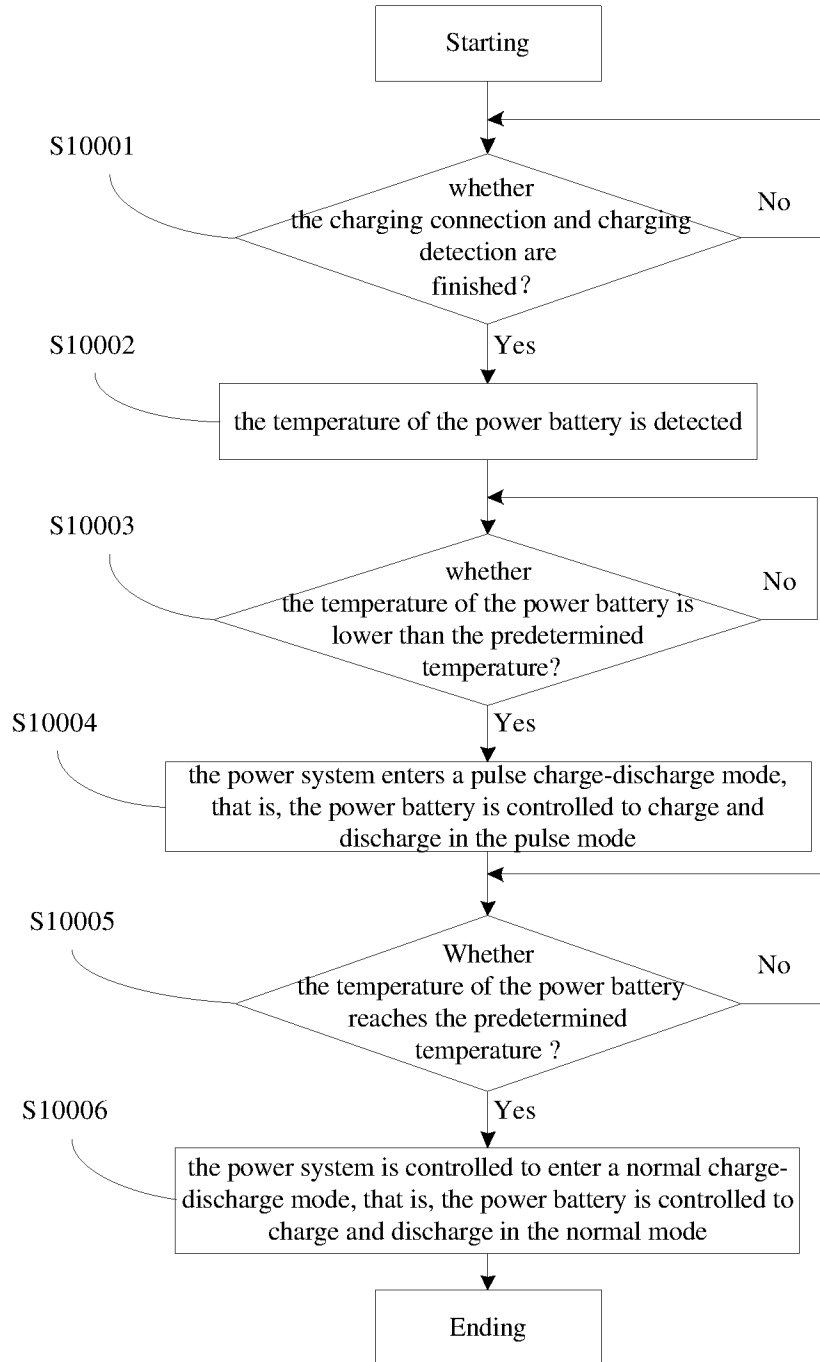 Starting
S10001
whether
the charging connection and charging
detection are
finished?
No
Yes
S10002
the temperature of the power battery is detected
S10003
whether
the temperature of the power battery is
lower than the predetermined
temperature?
No
Yes
S10004
the power system enters a pulse charge-discharge mode,
that is, the power battery is controlled to charge and
discharge in the pulse mode
S10005
Whether
the temperature of the power battery
reaches the predetermined
temperature ?
No
Yes
S10006
the power system is controlled to enter a normal charge-
discharge mode, that is, the power battery is controlled to
charge and discharge in the normal mode
Ending